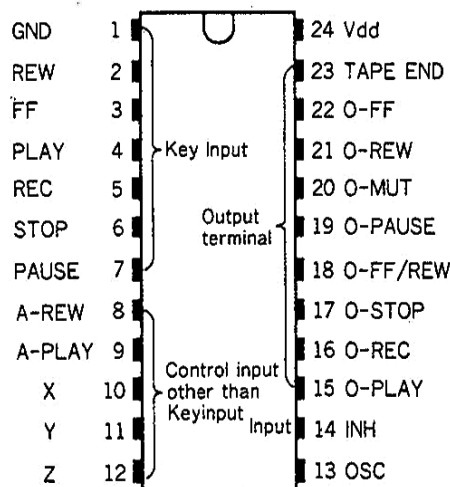 GND 1
REW 2
FF 3
PLAY 4
REC 5
STOP 6
PAUSE 7
A-REW 8
A-PLAY 9
X 10
Y 11
Z 12
Key Input
Control input
other than
Keyinput
Output
terminal
Input
24 Vdd
23 TAPE END
22 O-FF
21 O-REW
20 O-MUT
19 O-PAUSE
18 O-FF/REW
17 O-STOP
16 O-REC
15 O-PLAY
14 INH
13 OSC